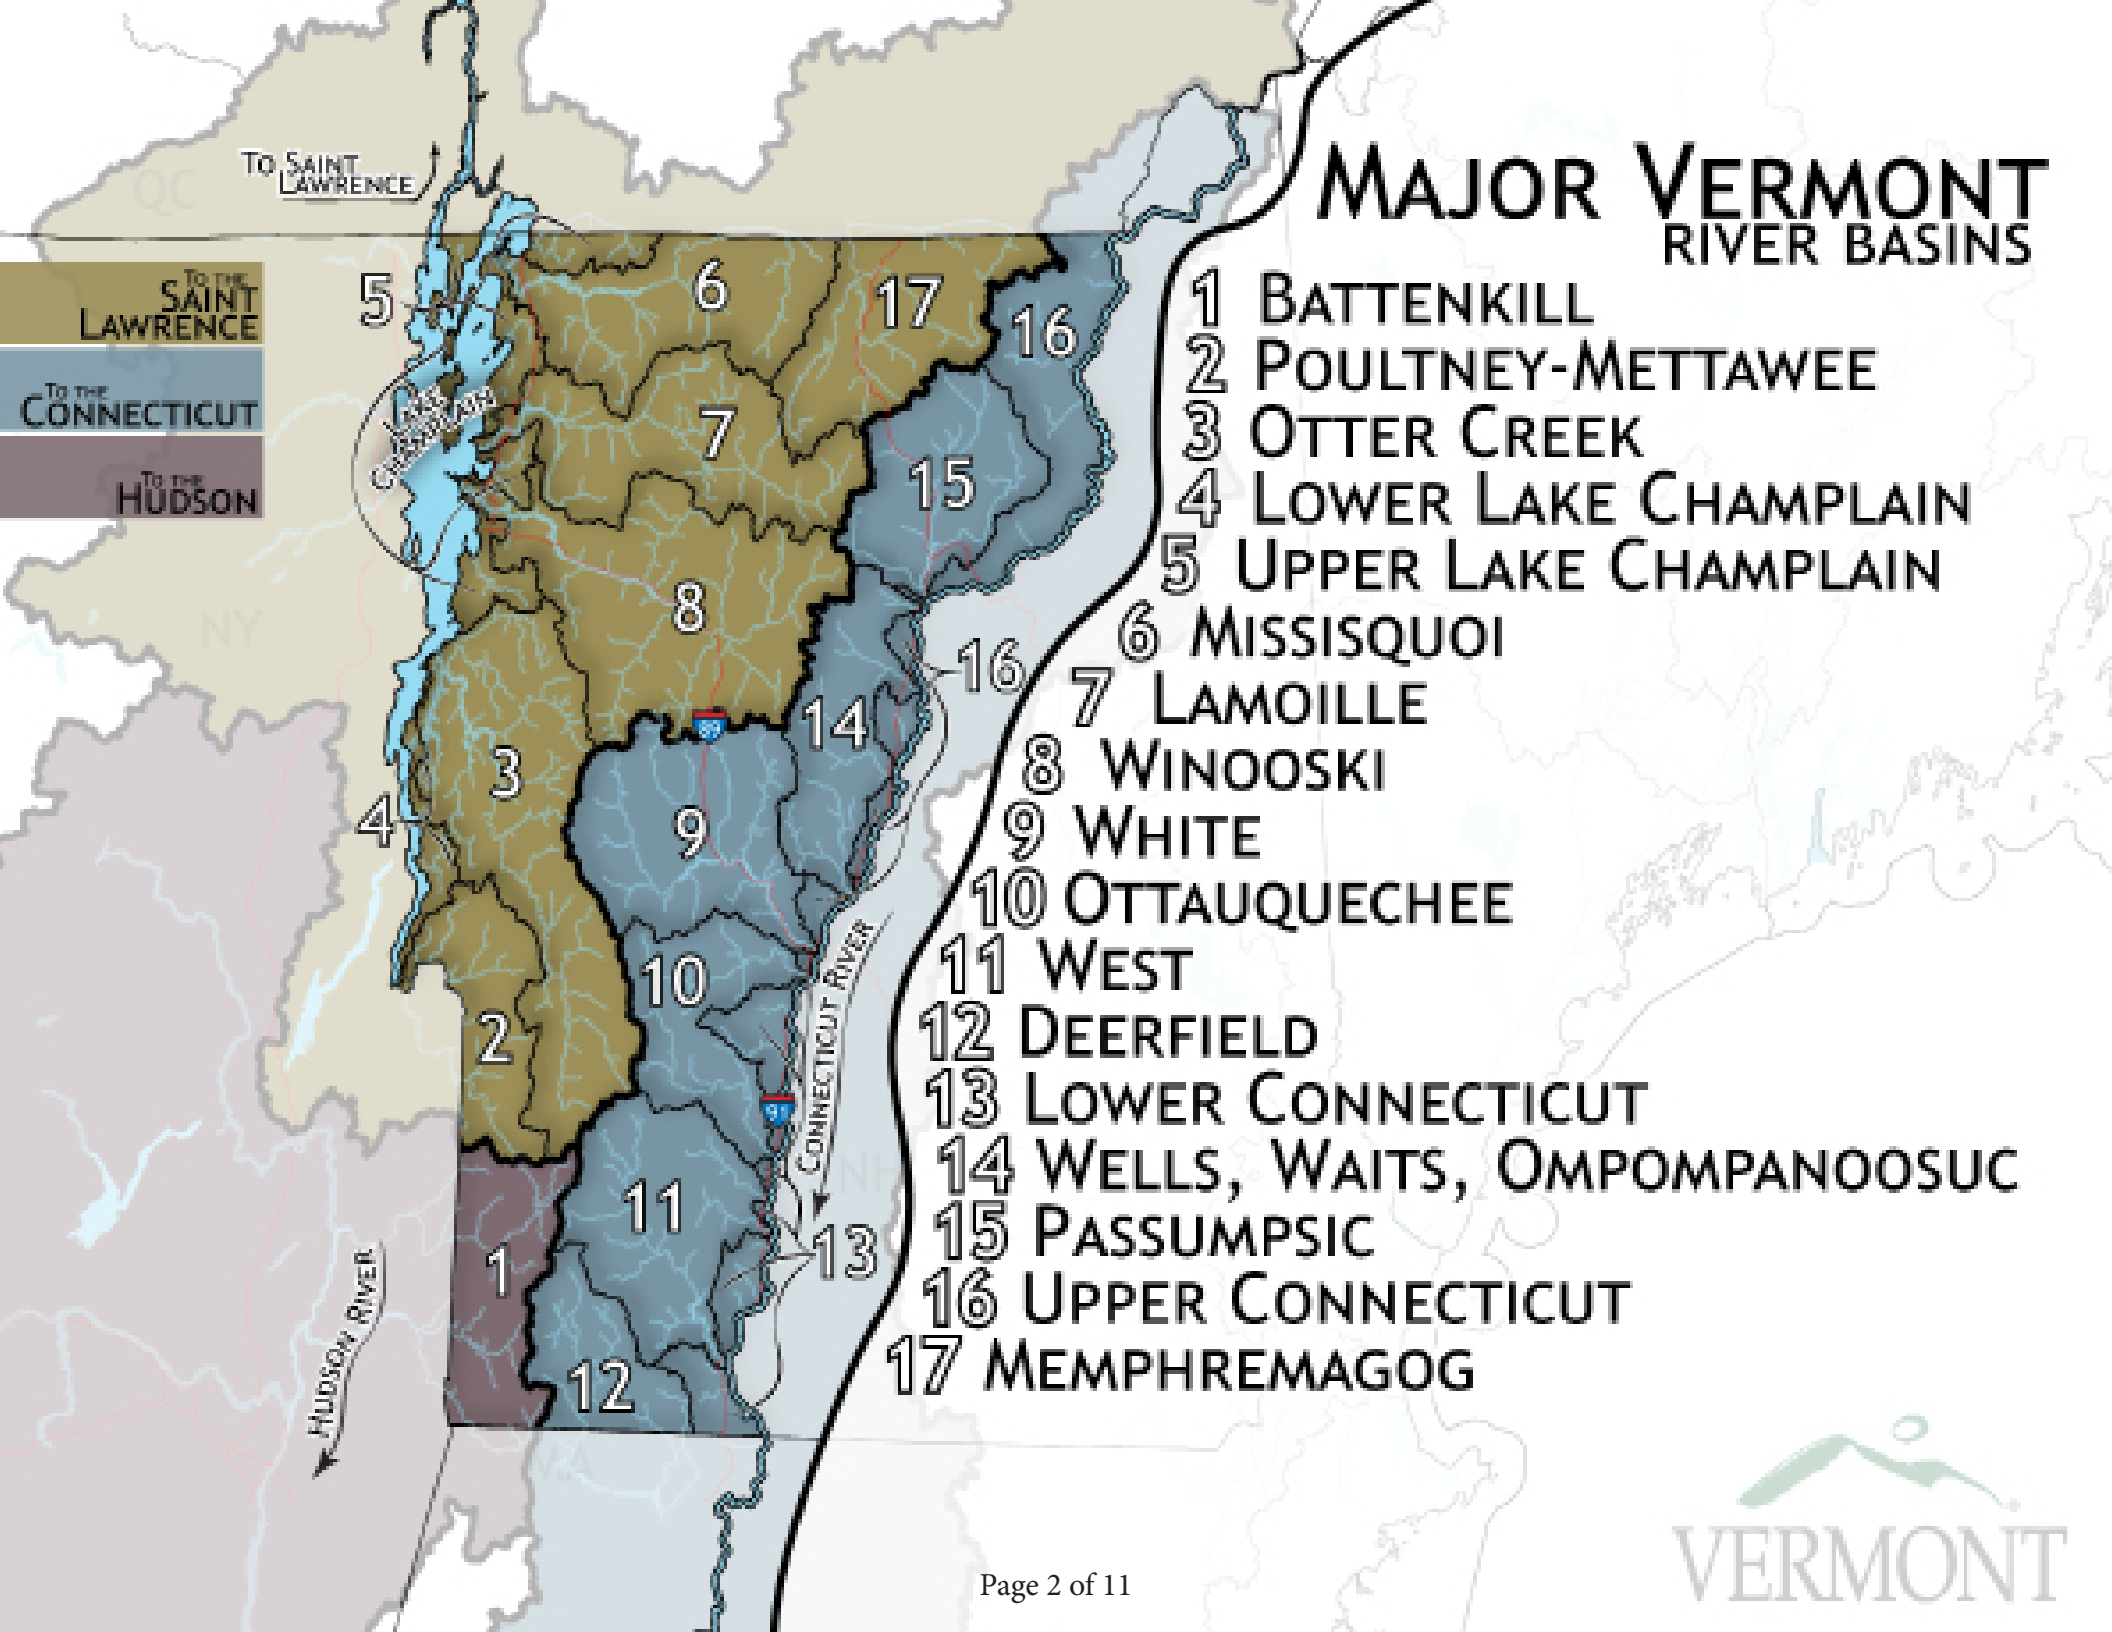 QC
TO SAINT
LAWRENCE
MAJOR VERMONT
RIVER BASINS
TO THE
SAINT
LAWRENCE
TO THE
CONNECTICUT
TO THE
HUDSON
5
6
17
16
7
15
LAKE
CHAMPLAIN
NY
8
16
14
3
4
9
10
2
CONNECTICUT RIVER
91
NH
11
13
1
12
HUDSON RIVER
MA
1 BATTENKILL
2 POULTNEY-METTAWEE
3 OTTER CREEK
4 LOWER LAKE CHAMPLAIN
5 UPPER LAKE CHAMPLAIN
6 MISSISQUOI
7 LAMOILLE
8 WINOOSKI
9 WHITE
10 OTTAUQUECHEE
11 WEST
12 DEERFIELD
13 LOWER CONNECTICUT
14 WELLS, WAITS, OMPOMPANOOSUC
15 PASSUMPSIC
16 UPPER CONNECTICUT
17 MEMPHREMAGOG
Page 2 of 11
VERMONT